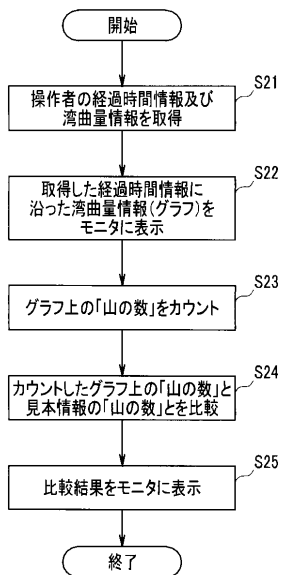 開始
S21
操作者の経過時間情報及び
湾曲量情報を取得
S22
取得した経過時間情報に
沿った湾曲量情報(グラフ)を
モニタに表示
S23
グラフ上の「山の数」をカウント
S24
カウントしたグラフ上の「山の数」と
見本情報の「山の数」とを比較
S25
比較結果をモニタに表示
終了